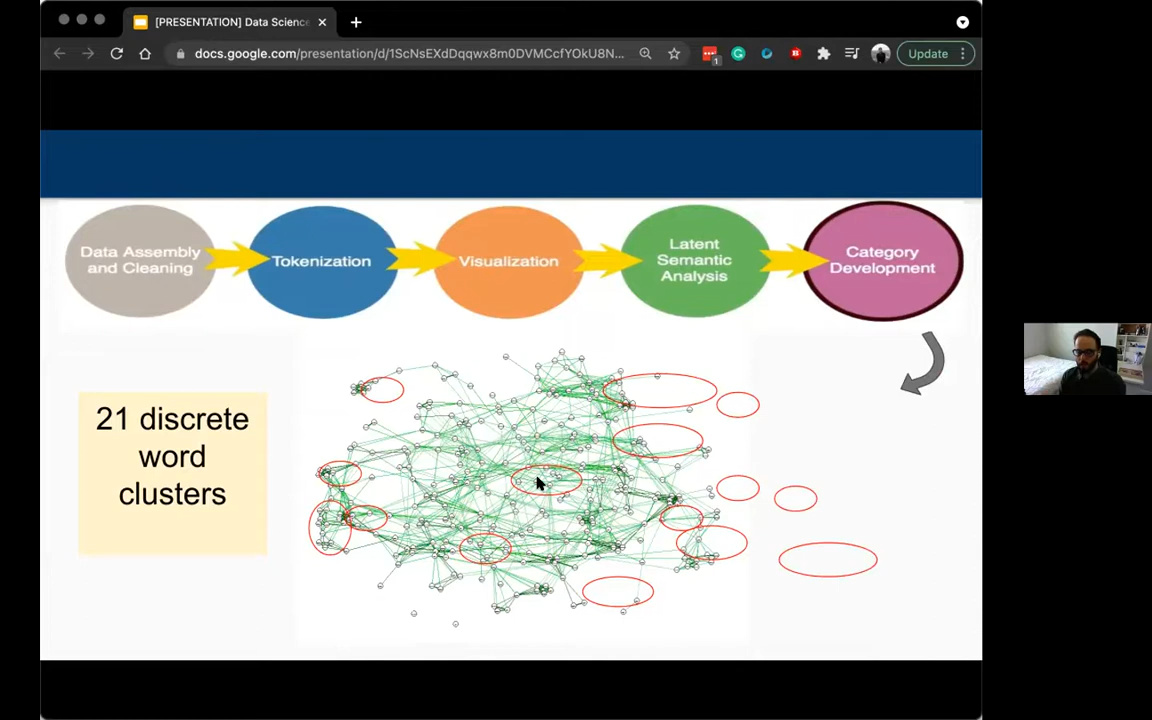 [PRESENTATION] Data Science
docs.google.com/presentation/d/1ScNsEXdDqqwx8m0DVMCcfYOkU8N...
1
Update
Data Assembly
and Cleaning
Tokenization
Visualization
Latent
Semantic
Analysis
Category
Development
21 discrete
word
clusters